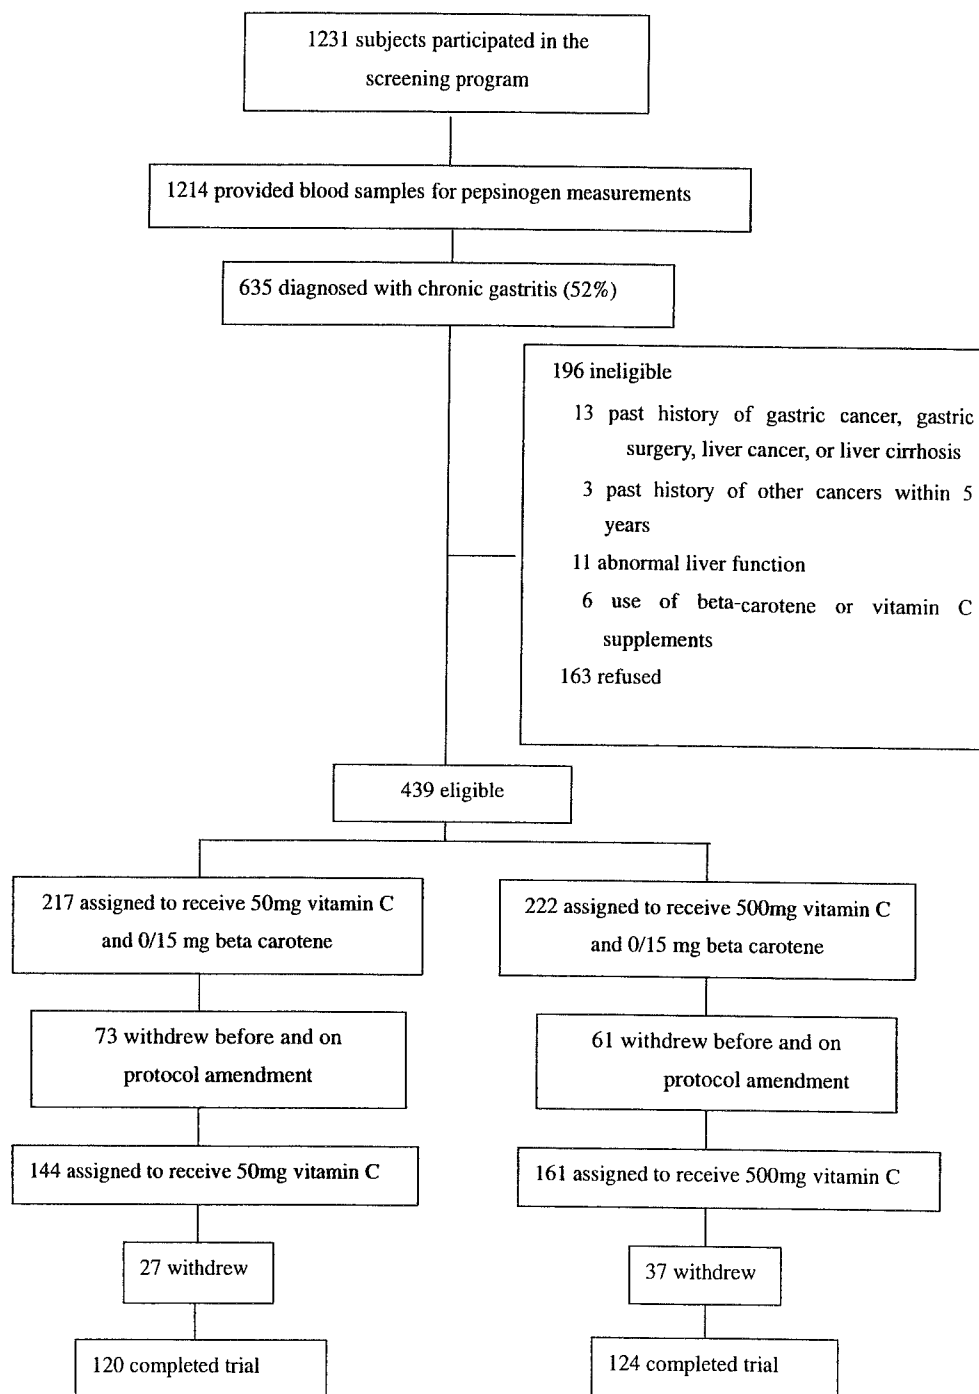 1231 subjects participated in the
screening program
1214 provided blood samples for pepsinogen measurements
635 diagnosed with chronic gastritis (52%)
196 ineligible
13 past history of gastric cancer, gastric
surgery, liver cancer, or liver cirrhosis
3 past history of other cancers within 5
years
11 abnormal liver function
6 use of beta-carotene or vitamin C
supplements
163 refused
439 eligible
217 assigned to receive 50mg vitamin C
and 0/15 mg beta carotene
222 assigned to receive 500mg vitamin C
and 0/15 mg beta carotene
73 withdrew before and on
protocol amendment
61 withdrew before and on
protocol amendment
144 assigned to receive 50mg vitamin C
161 assigned to receive 500mg vitamin C
27 withdrew
37 withdrew
120 completed trial
124 completed trial